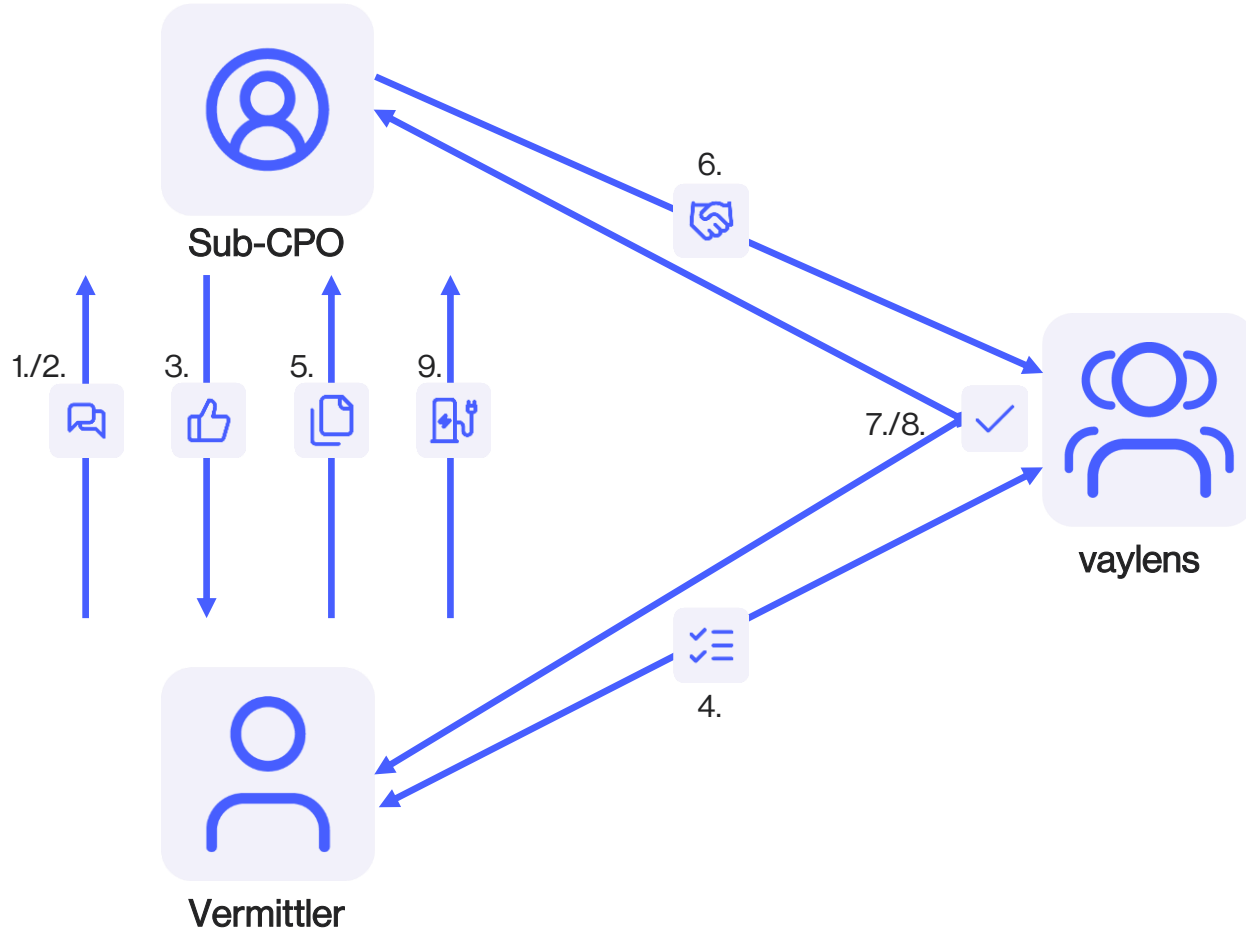 6.
Sub-CPO
1./2.
3.
5.
9.
7./8.
vaylens
4.
Vermittler